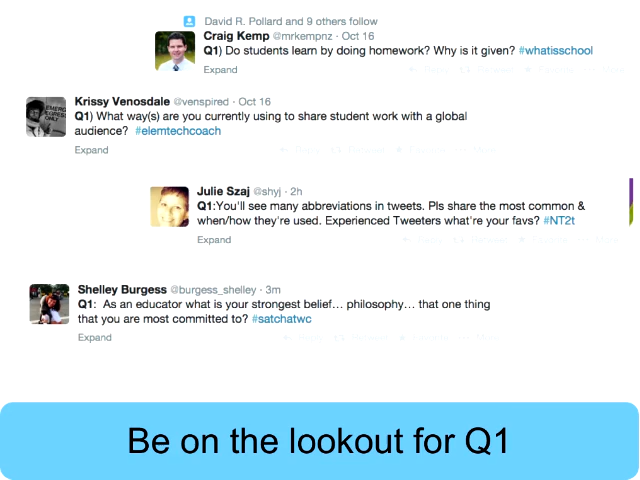 David R. Pollard and 9 others follow
Craig Kemp @mrkempnz · Oct 16
Q1) Do students learn by doing homework? Why is it given? #whatisschool
Expand
Krissy Venosdale @venspired · Oct 16
Q1) What way(s) are you currently using to share student work with a global
audience? #elemtechcoach
Expand
Julie Szaj @shyj · 2h
Q1:You'll see many abbreviations in tweets. Pls share the most common &
when/how they're used. Experienced Tweeters what're your favs? #NT2t
Expand
Shelley Burgess @burgess_shelley · 3m
Q1: As an educator what is your strongest belief... philosophy... that one thing
that you are most committed to? #satchatwc
Expand
Be on the lookout for Q1